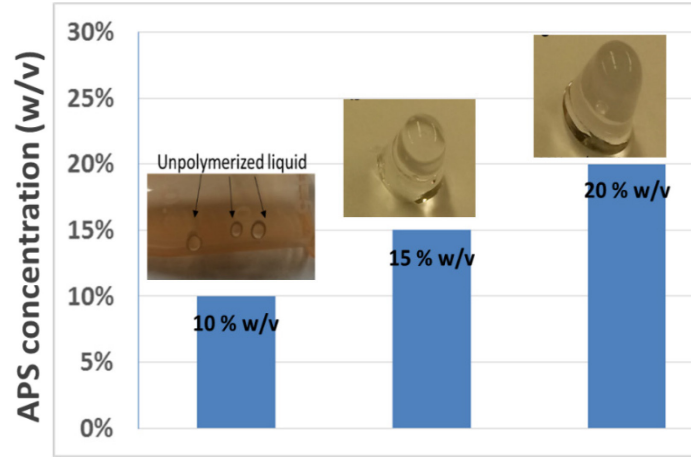 APS concentration (w/v)
30%
25%
20%
15%
10%
5%
0%
Unpolymerized liquid
10 % w/v
15 % w/v
20 % w/v